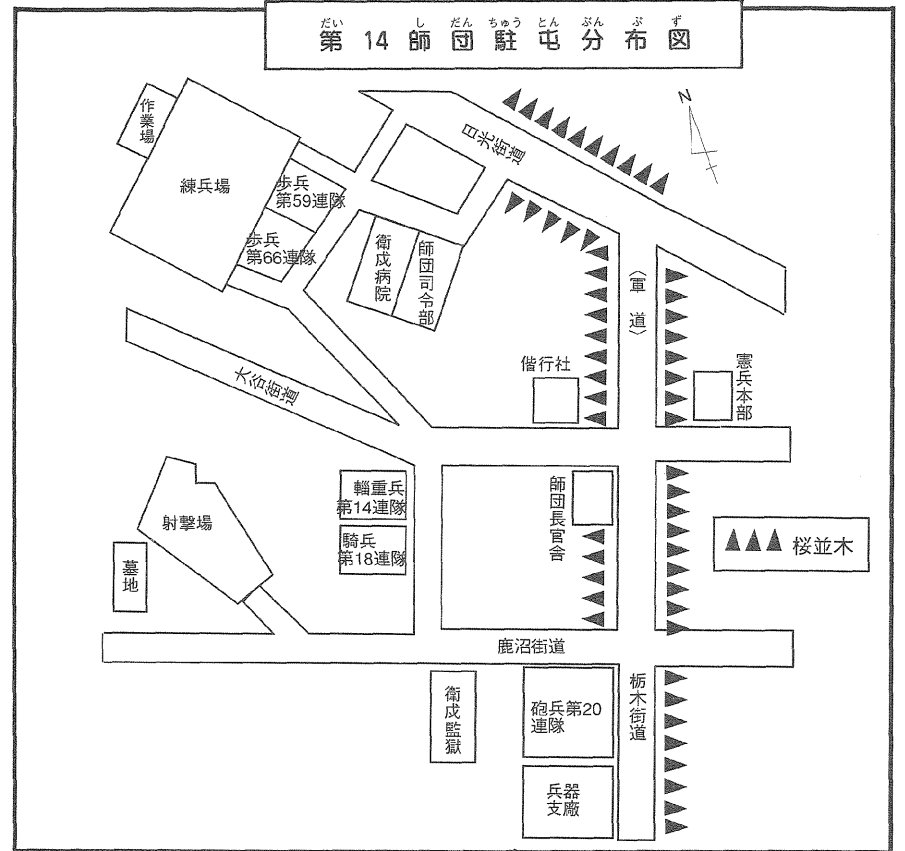 だい し だん ちゅう とん ぶん ぷ ず
第14師団駐屯分布図
N
作業場
練兵場
歩兵
第59連隊
歩兵
第66連隊
衛戍病院
師団司令部
日光街道
〈軍道〉
大谷街道
偕行社
憲兵本部
輜重兵
第14連隊
騎兵
第18連隊
師団長官舎
射撃場
墓地
桜並木
鹿沼街道
衛戍監獄
砲兵第20
連隊
兵器
支廠
栃木街道